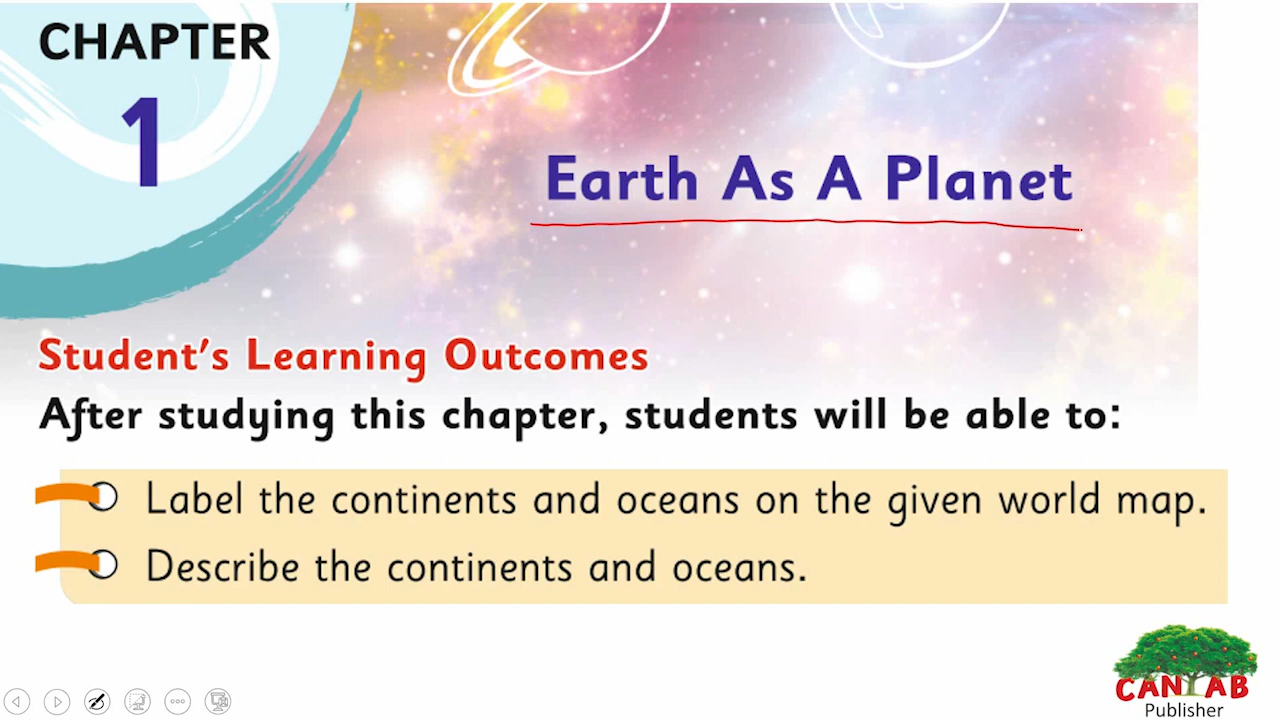 CHAPTER
1
Earth As A Planet
Student's Learning Outcomes
After studying this chapter, students will be able to:
Label the continents and oceans on the given world map.
Describe the continents and oceans.
CANTAB
Publisher